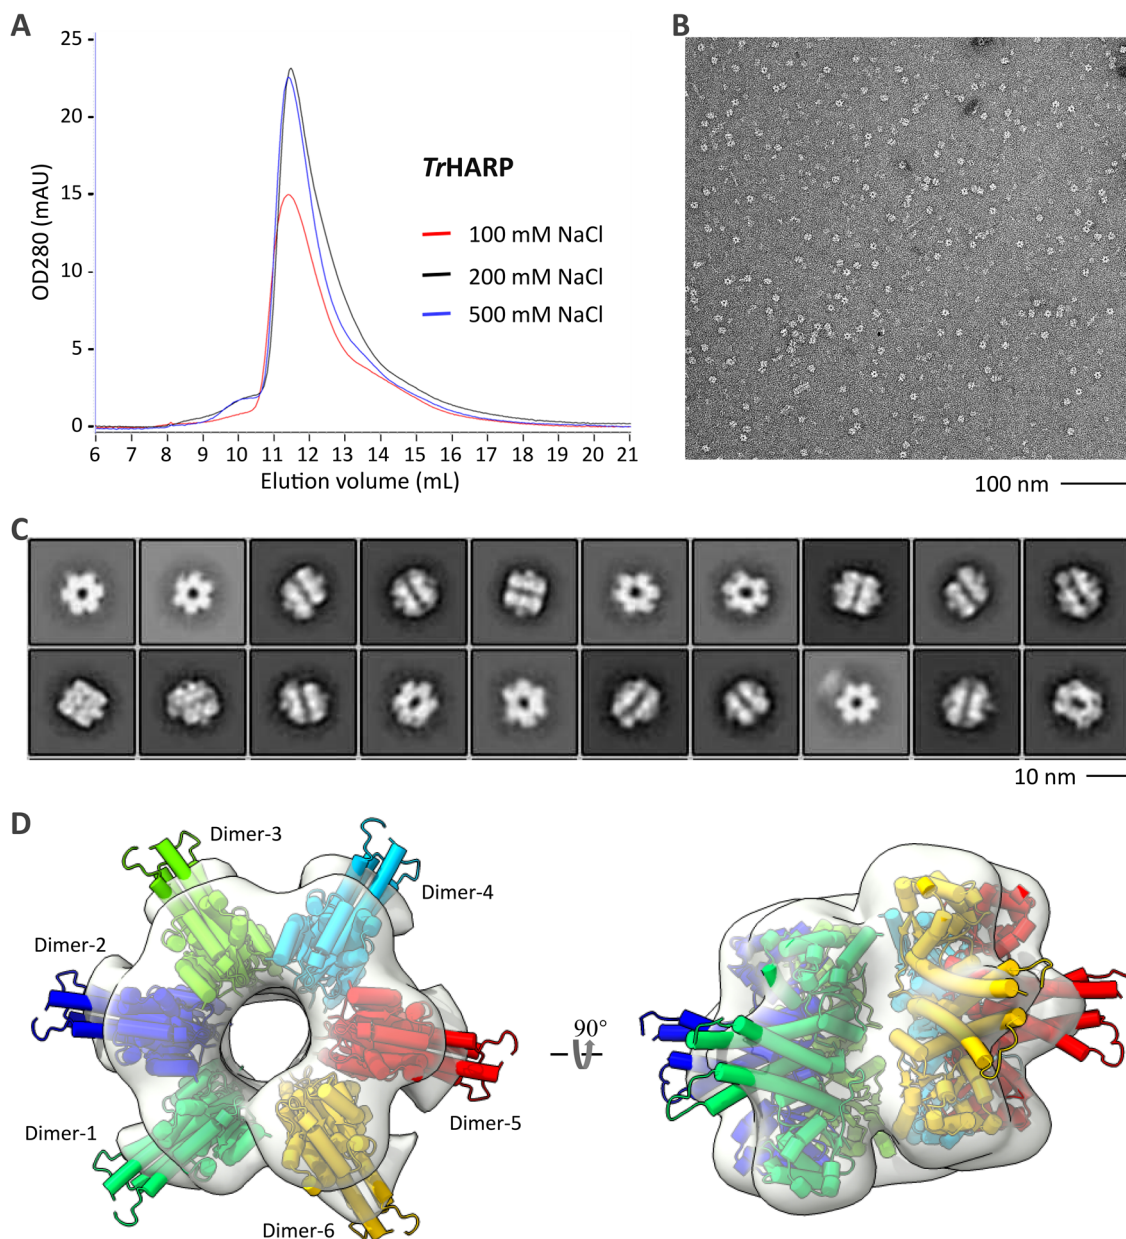 A
25
20
15
10
5
0
OD280 (mAU)
6 7 8 9 10 11 12 13 14 15 16 17 18 19 20 21
Elution volume (mL)
TrHARP
100 mM NaCl
200 mM NaCl
500 mM NaCl
B
100 nm
C
10 nm
D
Dimer-3
Dimer-4
Dimer-2
Dimer-1
Dimer-5
Dimer-6
90°